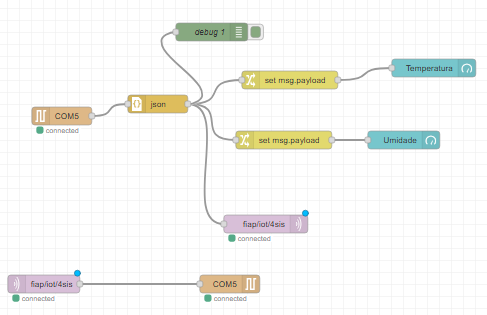 debug 1
Temperatura
set msg.payload
json
COM5
connected
set msg.payload
Umidade
fiap/iot/4sis
connected
fiap/iot/4sis
connected
COM5
connected